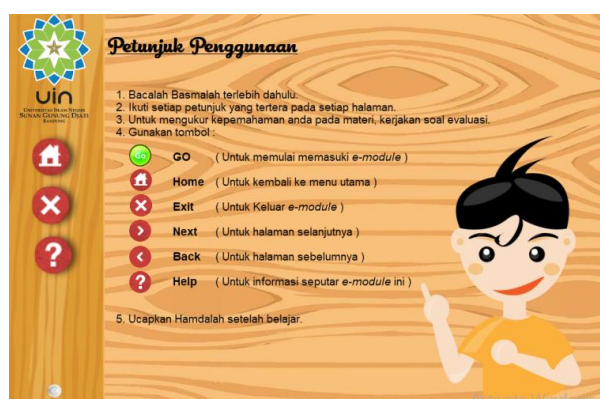 Petunjuk Penggunaan
uin
UNIVERSITAS ISLAM NEGERI
SUNAN GUNUNG DJATI
BANDUNG
1. Bacalah Basmalah terlebih dahulu.
2. Ikuti setiap petunjuk yang tertera pada setiap halaman.
3. Untuk mengukur kepemahaman anda pada materi, kerjakan soal evaluasi.
4. Gunakan tombol :
GO GO ( Untuk memulai memasuki e-module )
Home ( Untuk kembali ke menu utama )
Exit ( Untuk Keluar e-module )
Next ( Untuk halaman selanjutnya )
Back ( Untuk halaman sebelumnya )
? Help ( Untuk informasi seputar e-module ini )
?
5. Ucapkan Hamdalah setelah belajar.